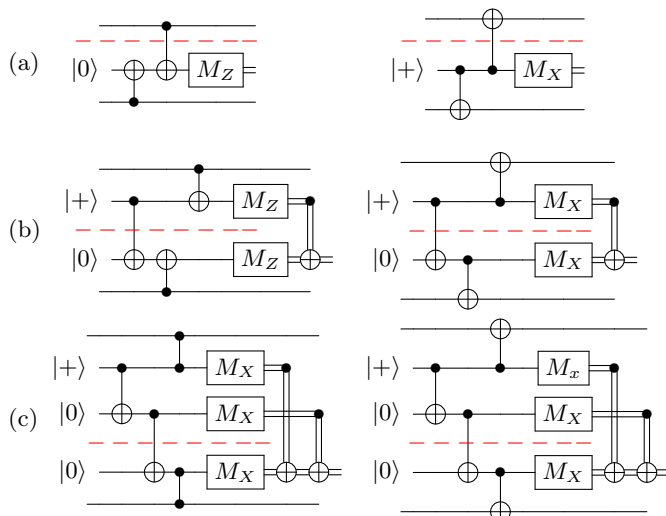 (a) |0⟩ M_Z |+⟩ M_X
|+⟩ M_Z |+⟩ M_X
(b)
|0⟩ M_Z |0⟩ M_X
|+⟩ M_X |+⟩ M_x
(c) |0⟩ M_X |0⟩ M_X
|0⟩ M_X |0⟩ M_X